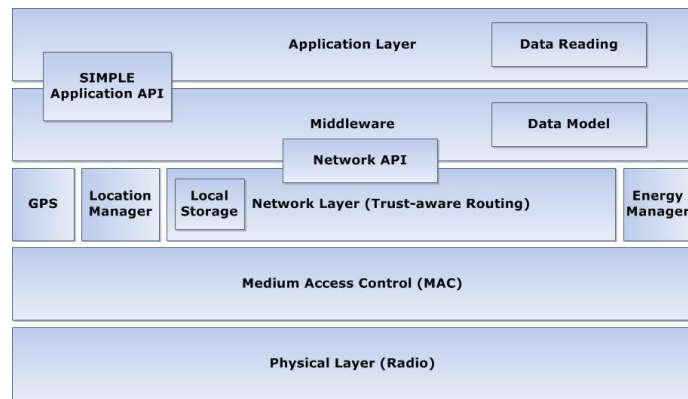 Application Layer
Data Reading
SIMPLE
Application API
Middleware
Data Model
Network API
GPS
Location
Manager
Local
Storage
Network Layer (Trust-aware Routing)
Energy
Manager
Medium Access Control (MAC)
Physical Layer (Radio)